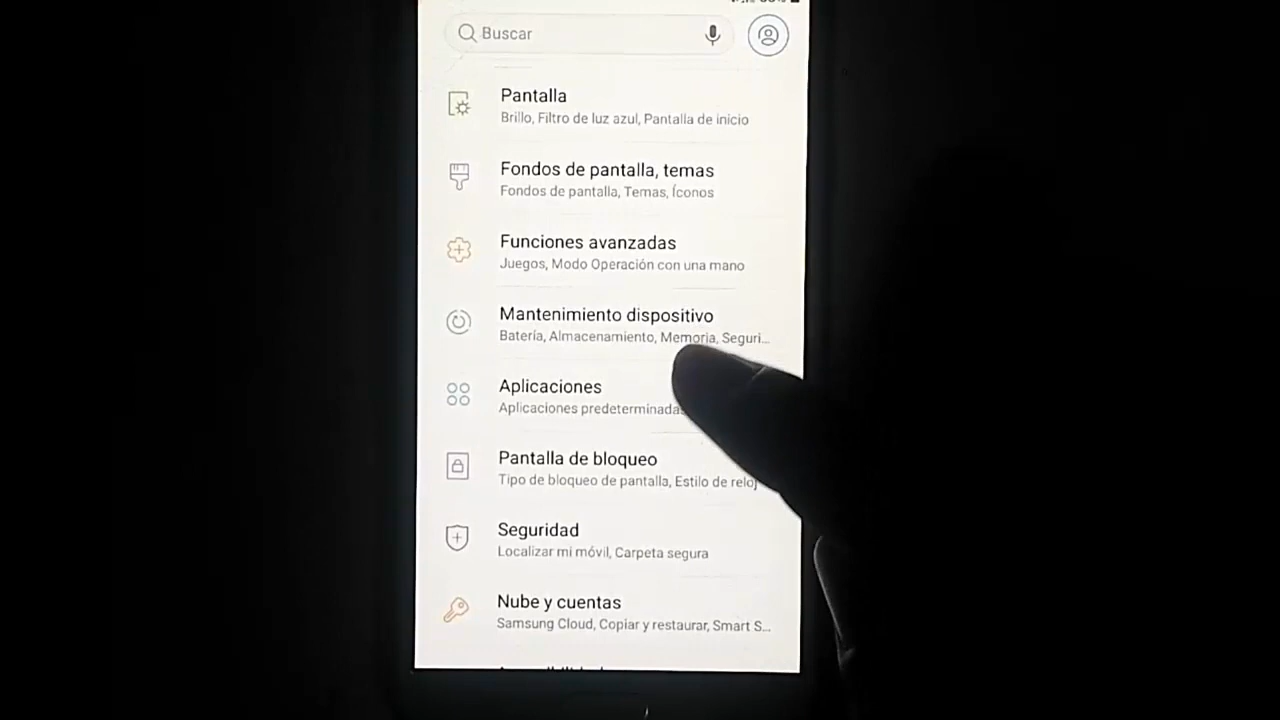 Buscar
Pantalla
Brillo, Filtro de luz azul, Pantalla de inicio
Fondos de pantalla, temas
Fondos de pantalla, Temas, Íconos
Funciones avanzadas
Juegos, Modo Operación con una mano
Mantenimiento dispositivo
Batería, Almacenamiento, Memoria, Seguri...
Aplicaciones
Aplicaciones predeterminadas
Pantalla de bloqueo
Tipo de bloqueo de pantalla, Estilo de reloj
Seguridad
Localizar mi móvil, Carpeta segura
Nube y cuentas
Samsung Cloud, Copiar y restaurar, Smart S...